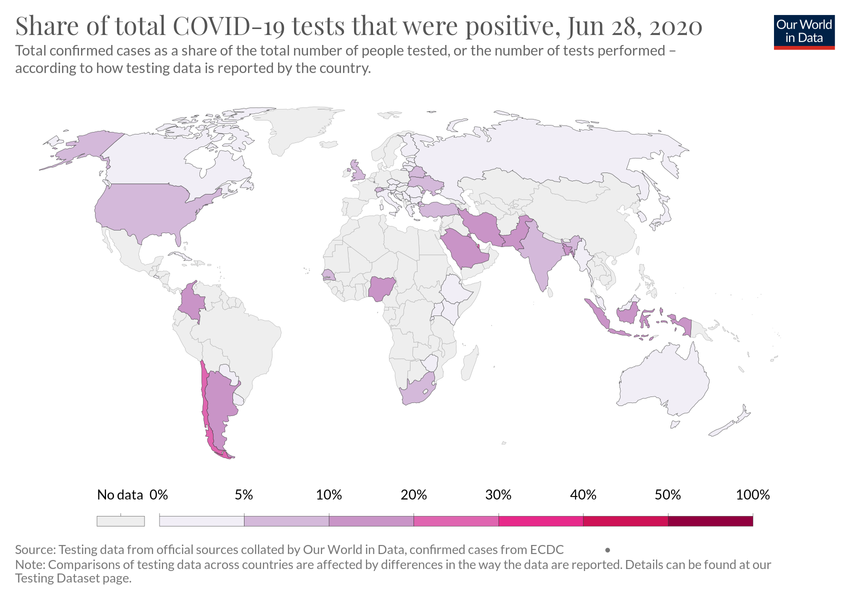 Share of total COVID-19 tests that were positive, Jun 28, 2020
Our World
in Data
Total confirmed cases as a share of the total number of people tested, or the number of tests performed –
according to how testing data is reported by the country.
No data 0% 5% 10% 20% 30% 40% 50% 100%
Source: Testing data from official sources collated by Our World in Data, confirmed cases from ECDC •
Note: Comparisons of testing data across countries are affected by differences in the way the data are reported. Details can be found at our
Testing Dataset page.